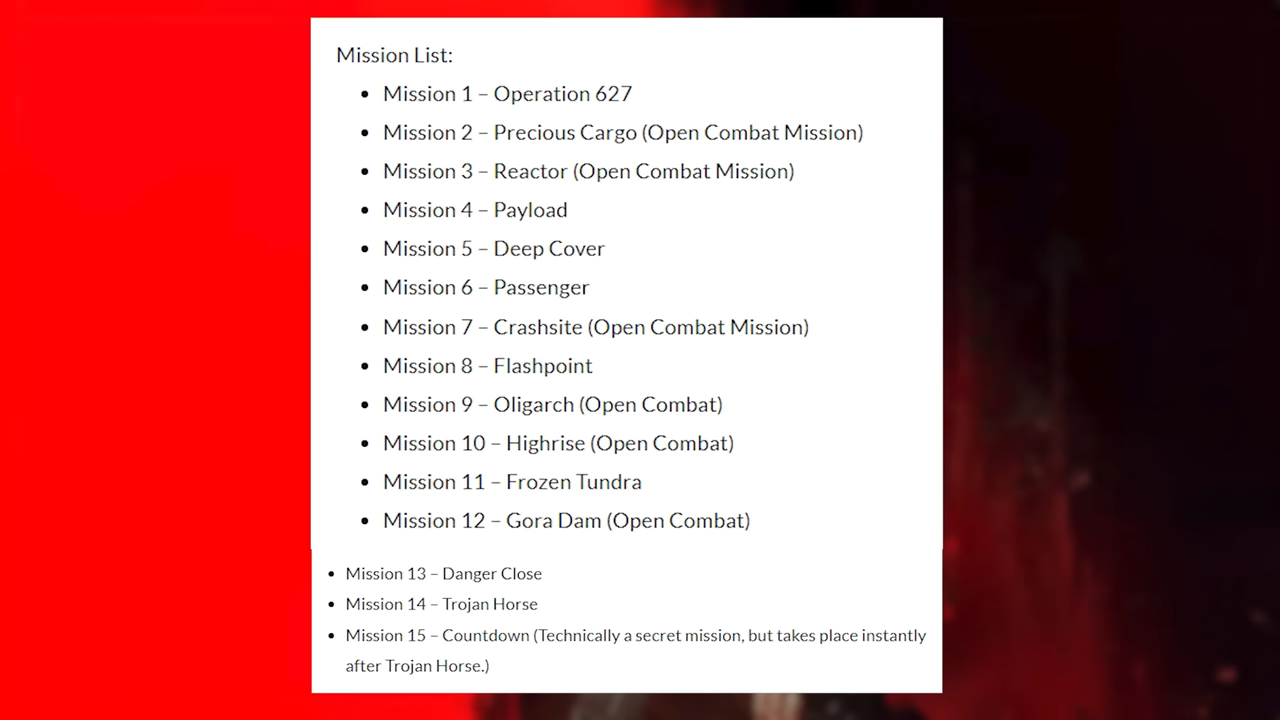 Mission List:
• Mission 1 – Operation 627
• Mission 2 – Precious Cargo (Open Combat Mission)
• Mission 3 – Reactor (Open Combat Mission)
• Mission 4 – Payload
• Mission 5 – Deep Cover
• Mission 6 – Passenger
• Mission 7 – Crashsite (Open Combat Mission)
• Mission 8 – Flashpoint
• Mission 9 – Oligarch (Open Combat)
• Mission 10 – Highrise (Open Combat)
• Mission 11 – Frozen Tundra
• Mission 12 – Gora Dam (Open Combat)
• Mission 13 – Danger Close
• Mission 14 – Trojan Horse
• Mission 15 – Countdown (Technically a secret mission, but takes place instantly
after Trojan Horse.)